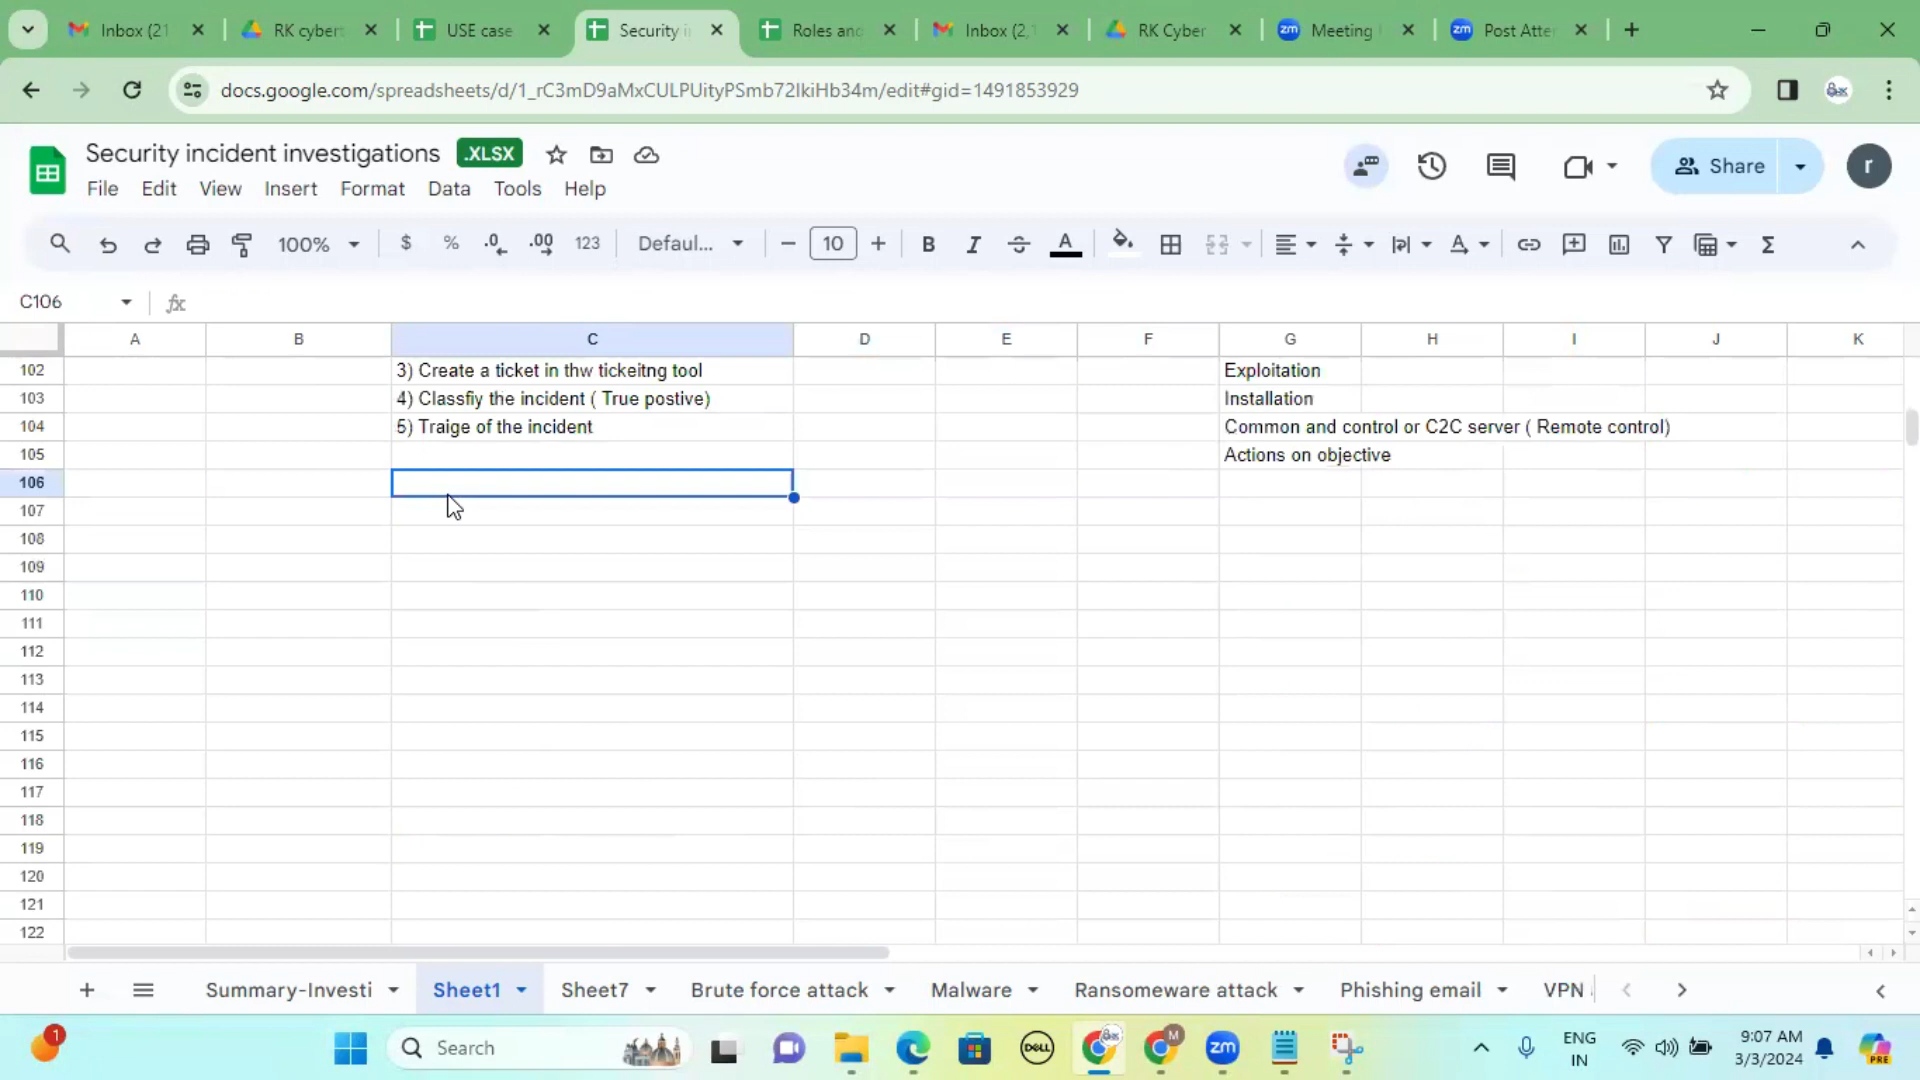 Inbox (21
RK cyber
USE case
Security i
Roles and
Inbox (2,1
RK Cyber
Meeting
Post Atte
docs.google.com/spreadsheets/d/1_rC3mD9aMxCULPUityPSmb72IkiHb34m/edit#gid=1491853929
Security incident investigations
.XLSX
Share
r
File Edit View Insert Format Data Tools Help
100% $ % .0 .00 123 Defaul... 10 B I A
C106
A B C D E F G H I J K
102 3) Create a ticket in thw tickeitng tool Exploitation
103 4) Classfiy the incident ( True postive) Installation
104 5) Traige of the incident Common and control or C2C server ( Remote control)
105 Actions on objective
106
107
108
109
110
111
112
113
114
115
116
117
118
119
120
121
122
Summary-Investi Sheet1 Sheet7 Brute force attack Malware Ransomeware attack Phishing email VPN
1
Search
DELL
M
zm
ENG
IN
9:07 AM
3/3/2024
PRE